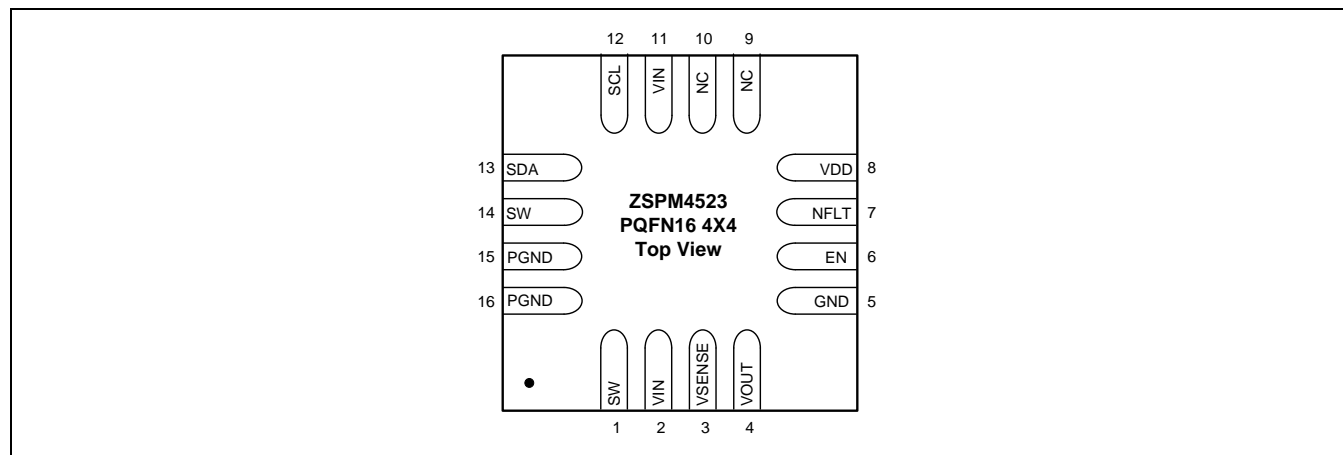 12 11 10 9
SCL VIN NC NC
13 SDA VDD 8
14 SW NFLT 7
15 PGND EN 6
16 PGND GND 5
ZSPM4523
PQFN16 4X4
Top View
SW VIN VSENSE VOUT
1 2 3 4